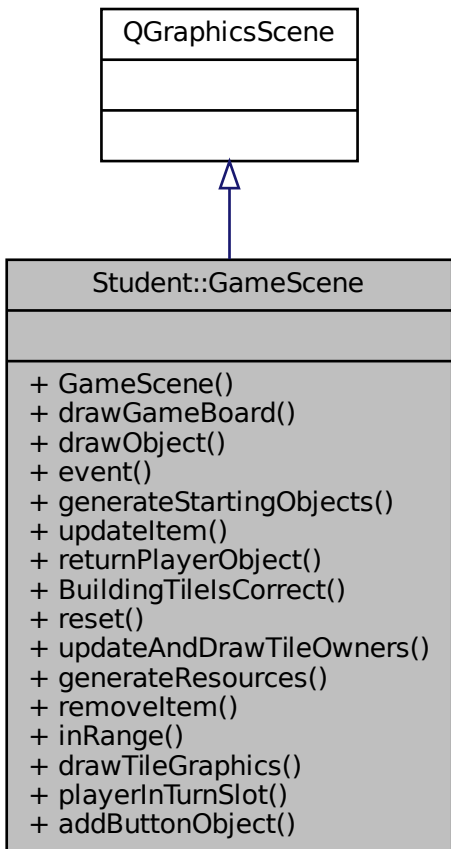 QGraphicsScene
Student::GameScene
+ GameScene()
+ drawGameBoard()
+ drawObject()
+ event()
+ generateStartingObjects()
+ updateItem()
+ returnPlayerObject()
+ BuildingTileIsCorrect()
+ reset()
+ updateAndDrawTileOwners()
+ generateResources()
+ removeItem()
+ inRange()
+ drawTileGraphics()
+ playerInTurnSlot()
+ addButtonObject()